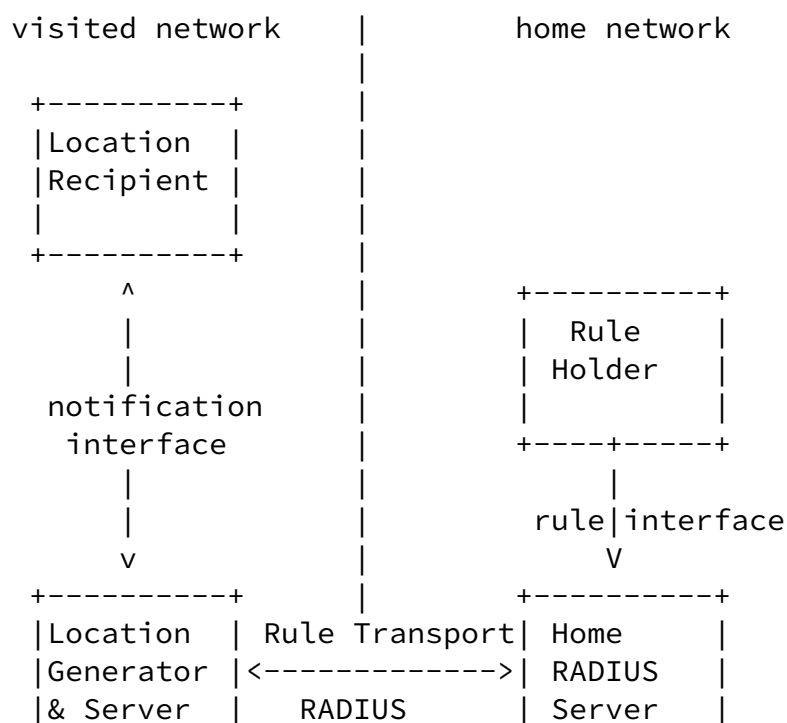 visited network | home network
|
+----------+ |
|Location | |
|Recipient | |
| | |
+----------+ |
^ | +----------+
| | | Rule |
| | | Holder |
notification | | |
interface | +----+-----+
| | |
| | rule|interface
v | V
+----------+ | +----------+
|Location | Rule Transport| Home |
|Generator |<------------->| RADIUS |
|& Server | RADIUS | Server |